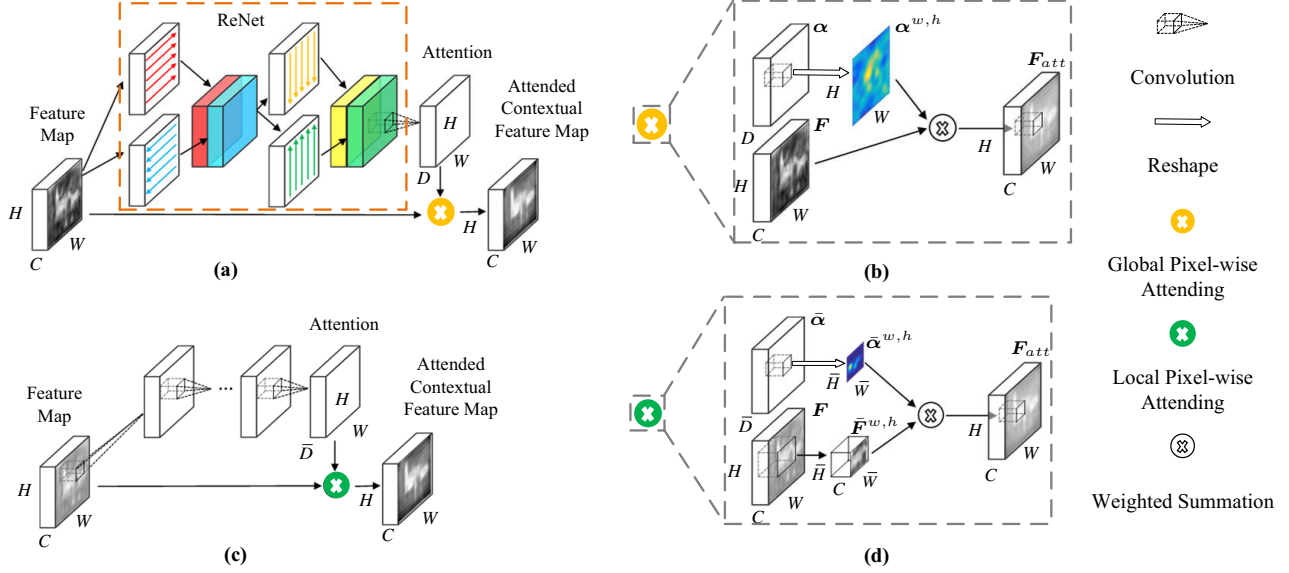 ReNet
Feature
Map
H
W
C
Attention
H
W
D
Attended
Contextual
Feature Map
H
W
C
(a)
α
D
H
W
α^{w,h}
F
H
W
C
F_{att}
H
W
C
(b)
Feature
Map
H
W
C
...
Attention
H
W
D̄
Attended
Contextual
Feature Map
H
W
C
(c)
ᾱ
D̄
H̄
W̄
ᾱ^{w,h}
F
H
W
C
F̄^{w,h}
H̄
W̄
C
F_{att}
H
W
C
(d)
Convolution
Reshape
Global Pixel-wise
Attending
Local Pixel-wise
Attending
Weighted Summation